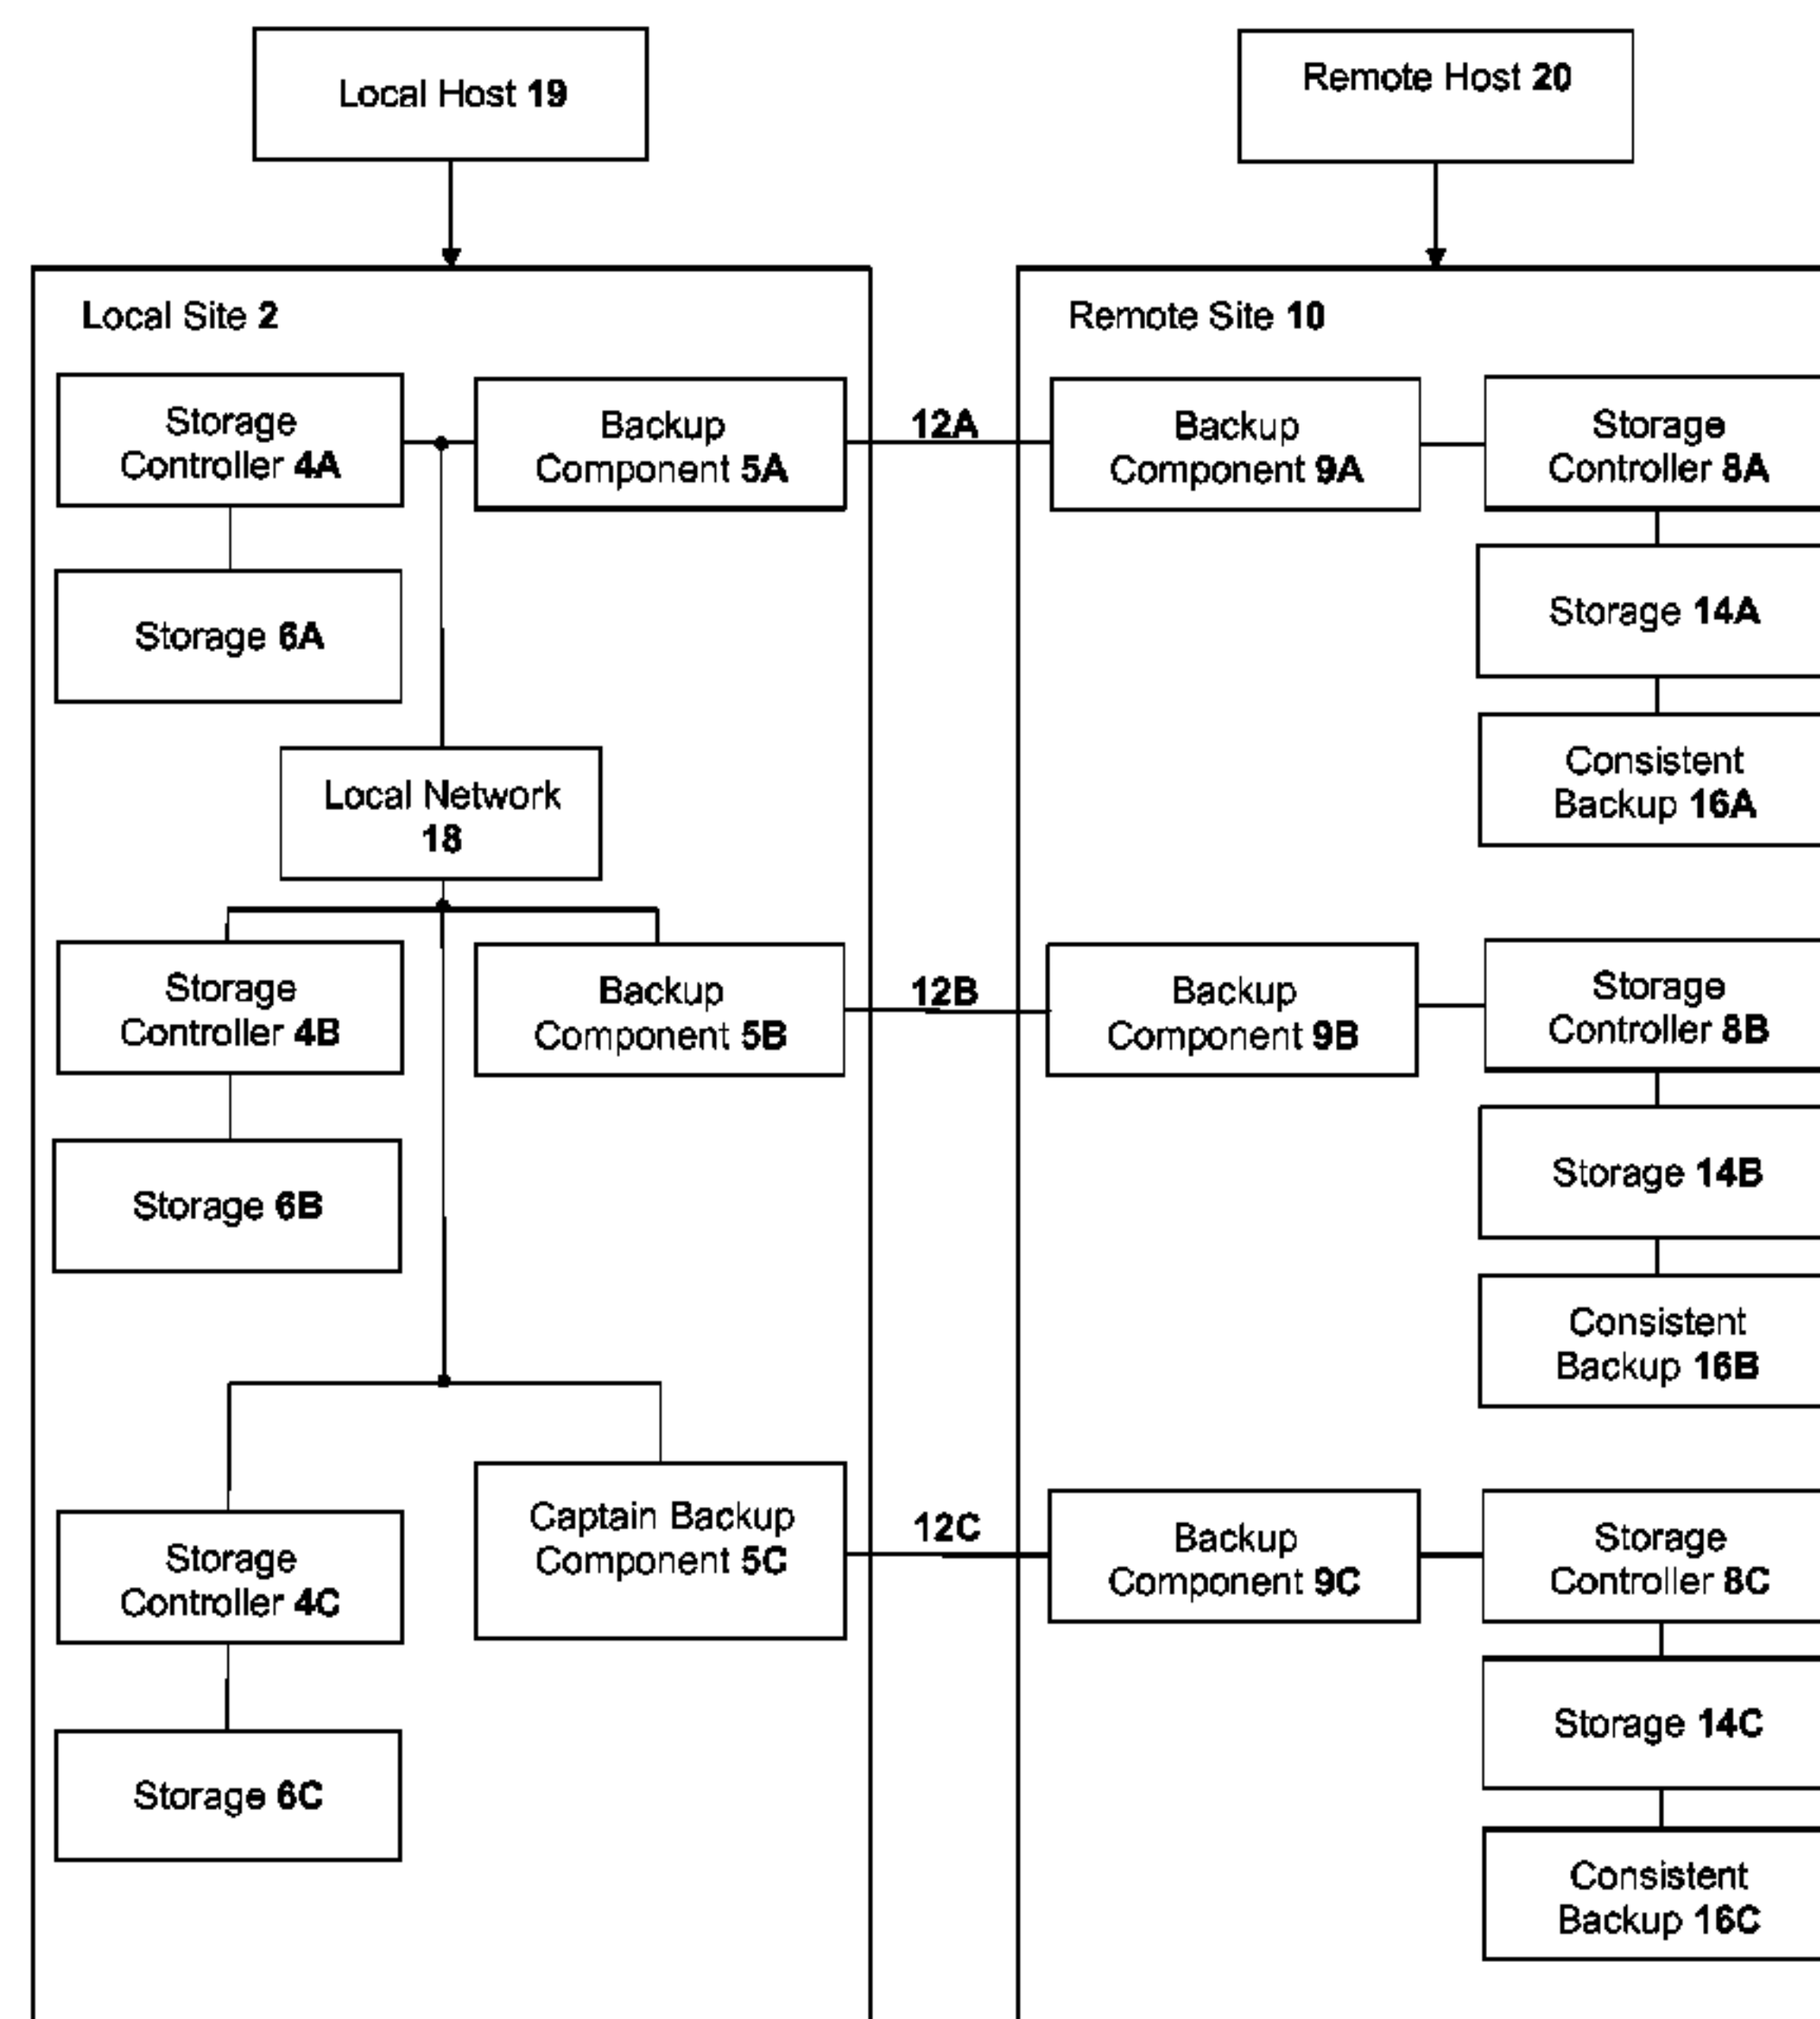 Local Host 19
Remote Host 20
Local Site 2
Remote Site 10
Storage
Controller 4A
Backup
Component 5A
12A
Backup
Component 9A
Storage
Controller 8A
Storage 6A
Storage 14A
Consistent
Backup 16A
Local Network
18
Storage
Controller 4B
Backup
Component 5B
12B
Backup
Component 9B
Storage
Controller 8B
Storage 6B
Storage 14B
Consistent
Backup 16B
Storage
Controller 4C
Captain Backup
Component 5C
12C
Backup
Component 9C
Storage
Controller 8C
Storage 6C
Storage 14C
Consistent
Backup 16C